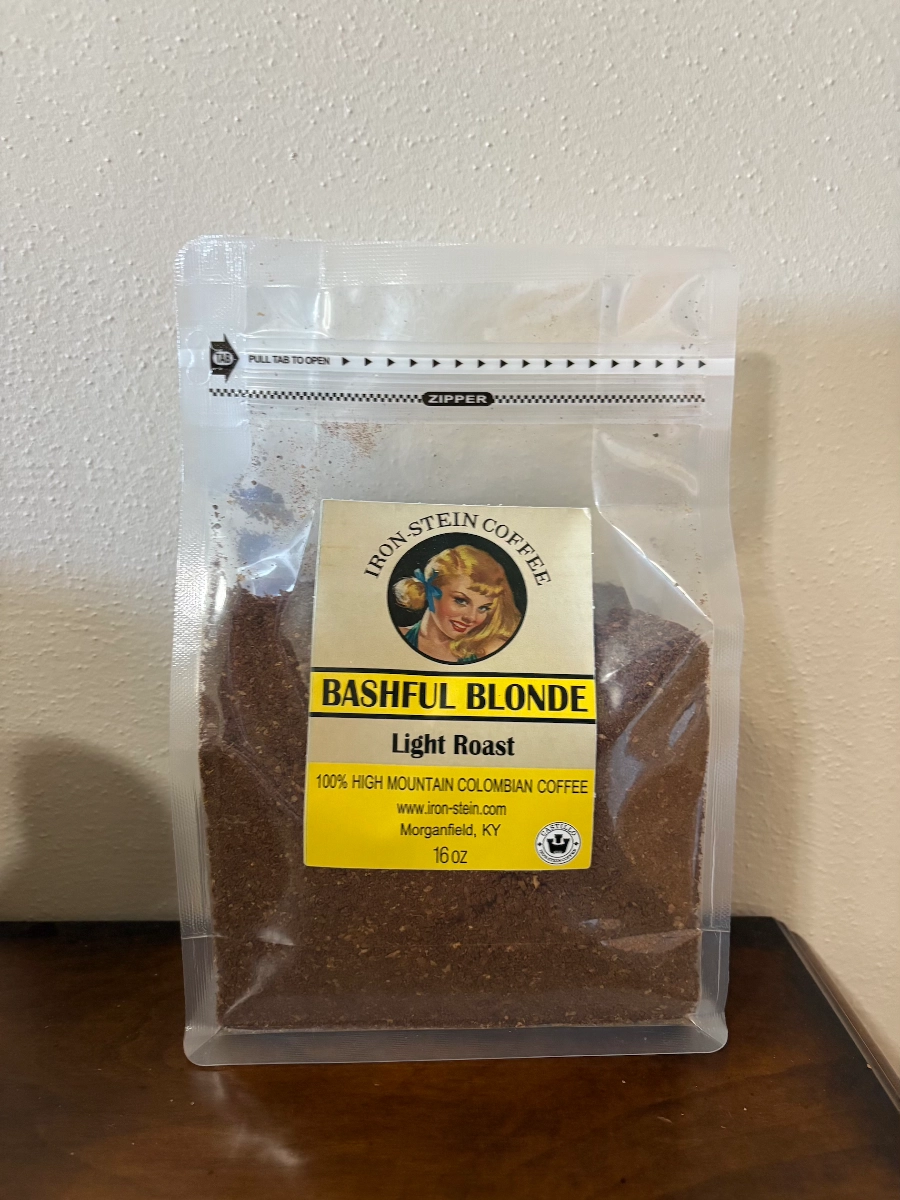 TAB
PULL TAB TO OPEN
ZIPPER
IRON-STEIN COFFEE
BASHFUL BLONDE
Light Roast
100% HIGH MOUNTAIN COLOMBIAN COFFEE
www.iron-stein.com
Morganfield, KY
16 oz
CASTILLO